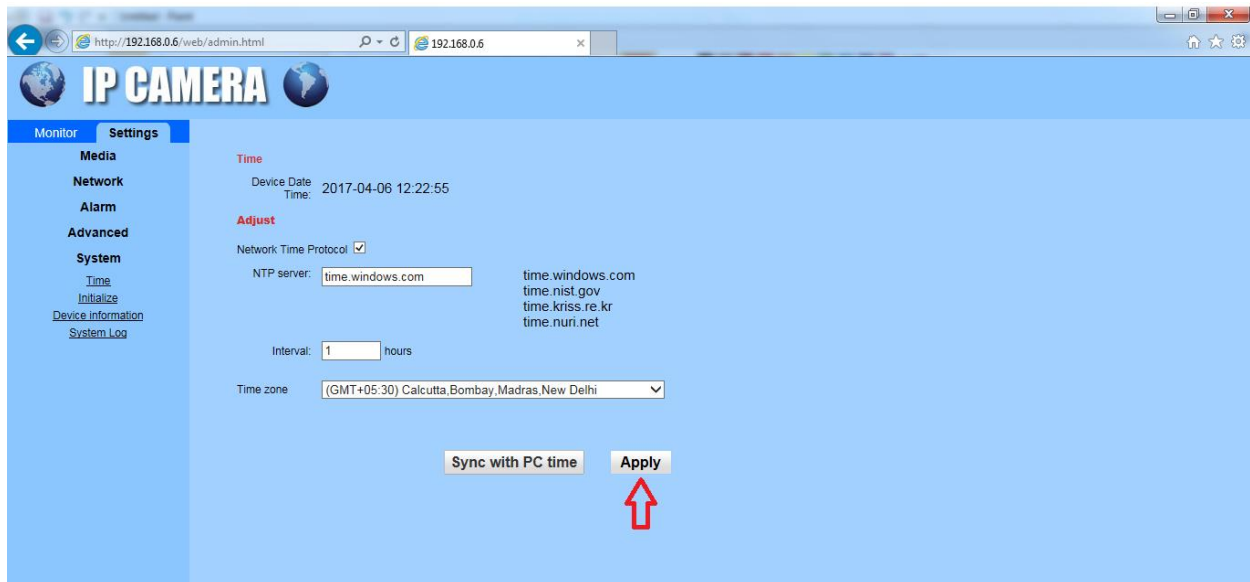 http://192.168.0.6/web/admin.html
192.168.0.6
IP CAMERA
Monitor Settings
Media
Network
Alarm
Advanced
System
Time
Initialize
Device information
System Log
Time
Device Date
Time: 2017-04-06 12:22:55
Adjust
Network Time Protocol
NTP server: time.windows.com
time.windows.com
time.nist.gov
time.kriss.re.kr
time.nuri.net
Interval: 1 hours
Time zone (GMT+05:30) Calcutta,Bombay,Madras,New Delhi
Sync with PC time Apply